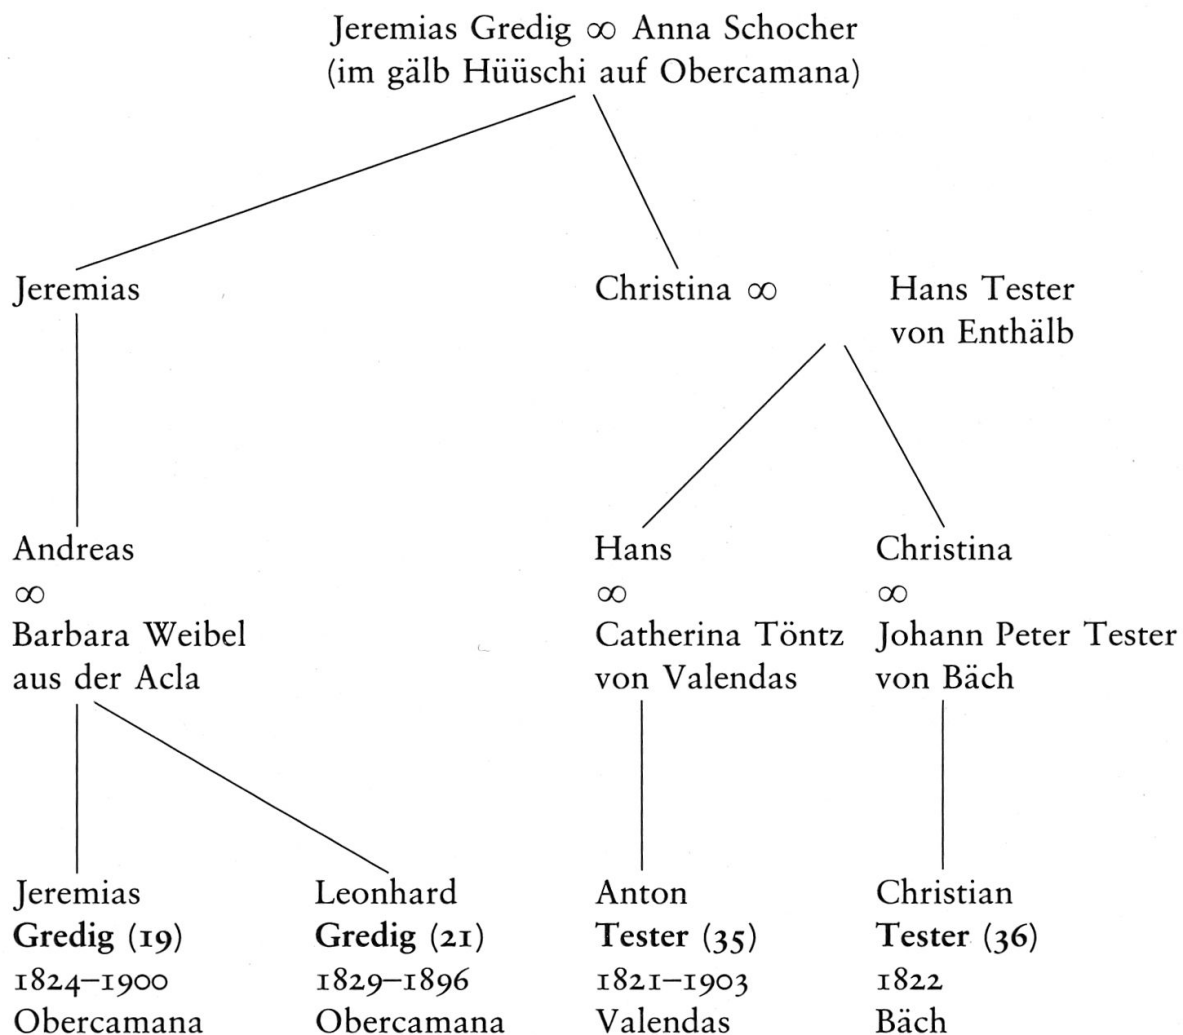 Jeremias Gredig ∞ Anna Schocher
(im gälb Hüüschi auf Obercamana)
Jeremias
Christina ∞
Hans Tester
von Enthälb
Andreas
∞
Barbara Weibel
aus der Acla
Hans
∞
Catherina Töntz
von Valendas
Christina
∞
Johann Peter Tester
von Bäch
Jeremias
Gredig (19)
1824–1900
Obercamana
Leonhard
Gredig (21)
1829–1896
Obercamana
Anton
Tester (35)
1821–1903
Valendas
Christian
Tester (36)
1822
Bäch